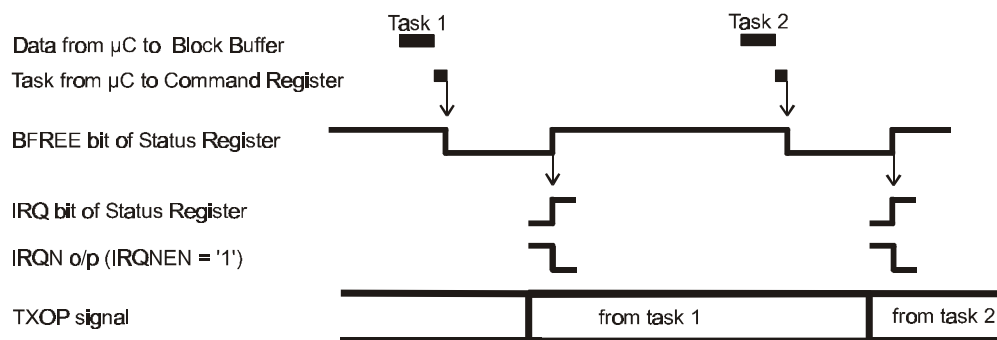 Task 1
Task 2
Data from µC to Block Buffer
Task from µC to Command Register
BFREE bit of Status Register
IRQ bit of Status Register
IRQN o/p (IRQNEN = '1')
TXOP signal
from task 1
from task 2